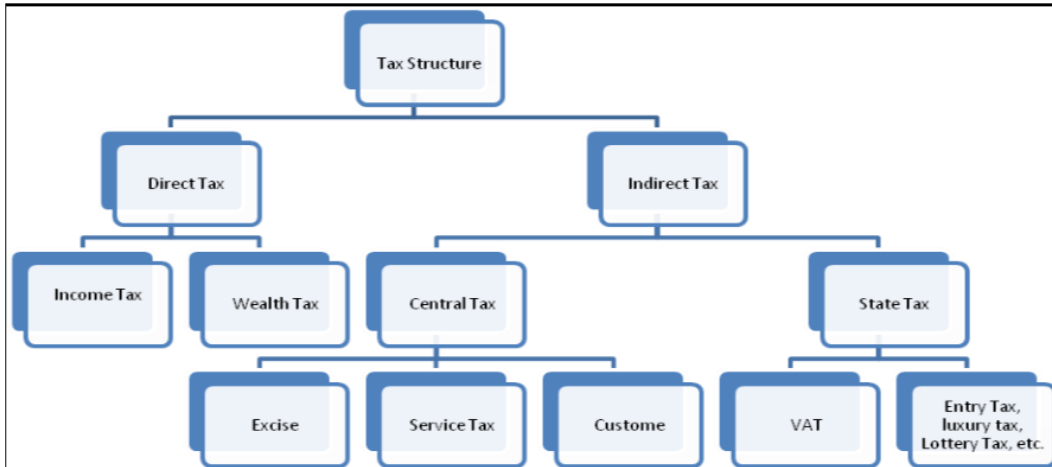 Tax Structure
Direct Tax
Indirect Tax
Income Tax
Wealth Tax
Central Tax
State Tax
Excise
Service Tax
Custome
VAT
Entry Tax,
luxury tax,
Lottery Tax, etc.